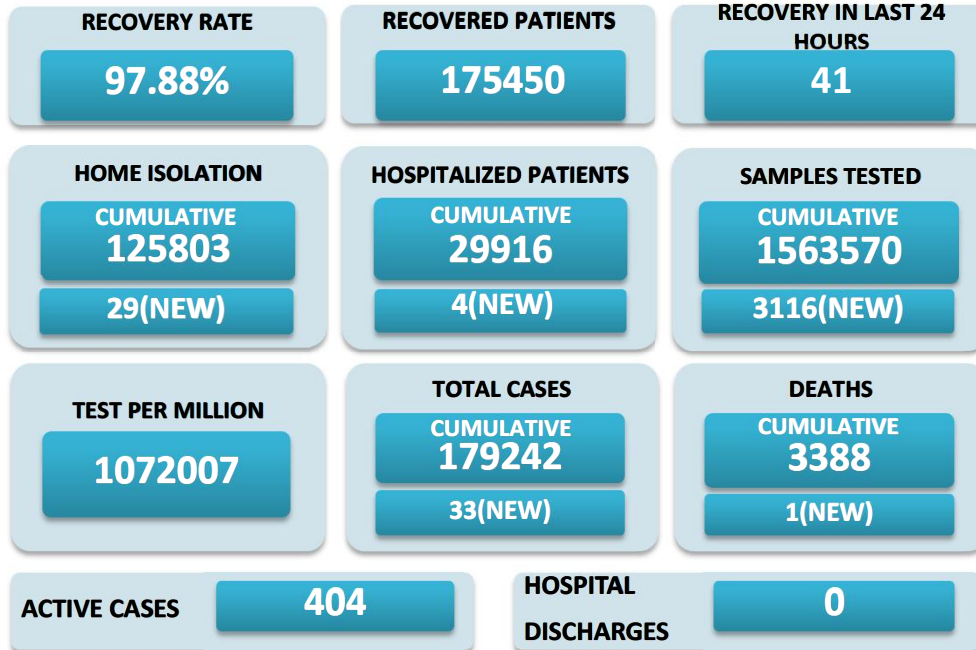 RECOVERY RATE
97.88%
RECOVERED PATIENTS
175450
RECOVERY IN LAST 24
HOURS
41
HOME ISOLATION
CUMULATIVE
125803
29(NEW)
HOSPITALIZED PATIENTS
CUMULATIVE
29916
4(NEW)
SAMPLES TESTED
CUMULATIVE
1563570
3116(NEW)
TEST PER MILLION
1072007
TOTAL CASES
CUMULATIVE
179242
33(NEW)
DEATHS
CUMULATIVE
3388
1(NEW)
ACTIVE CASES
404
HOSPITAL
DISCHARGES
0